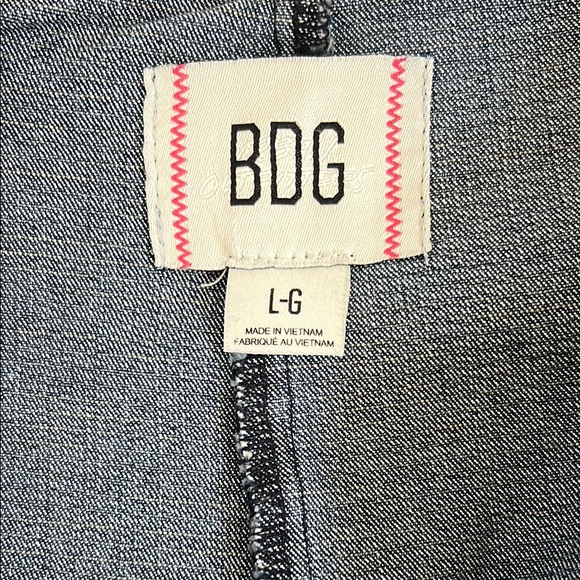 BDG
L-G
MADE IN VIETNAM
FABRIQUÉ AU VIETNAM